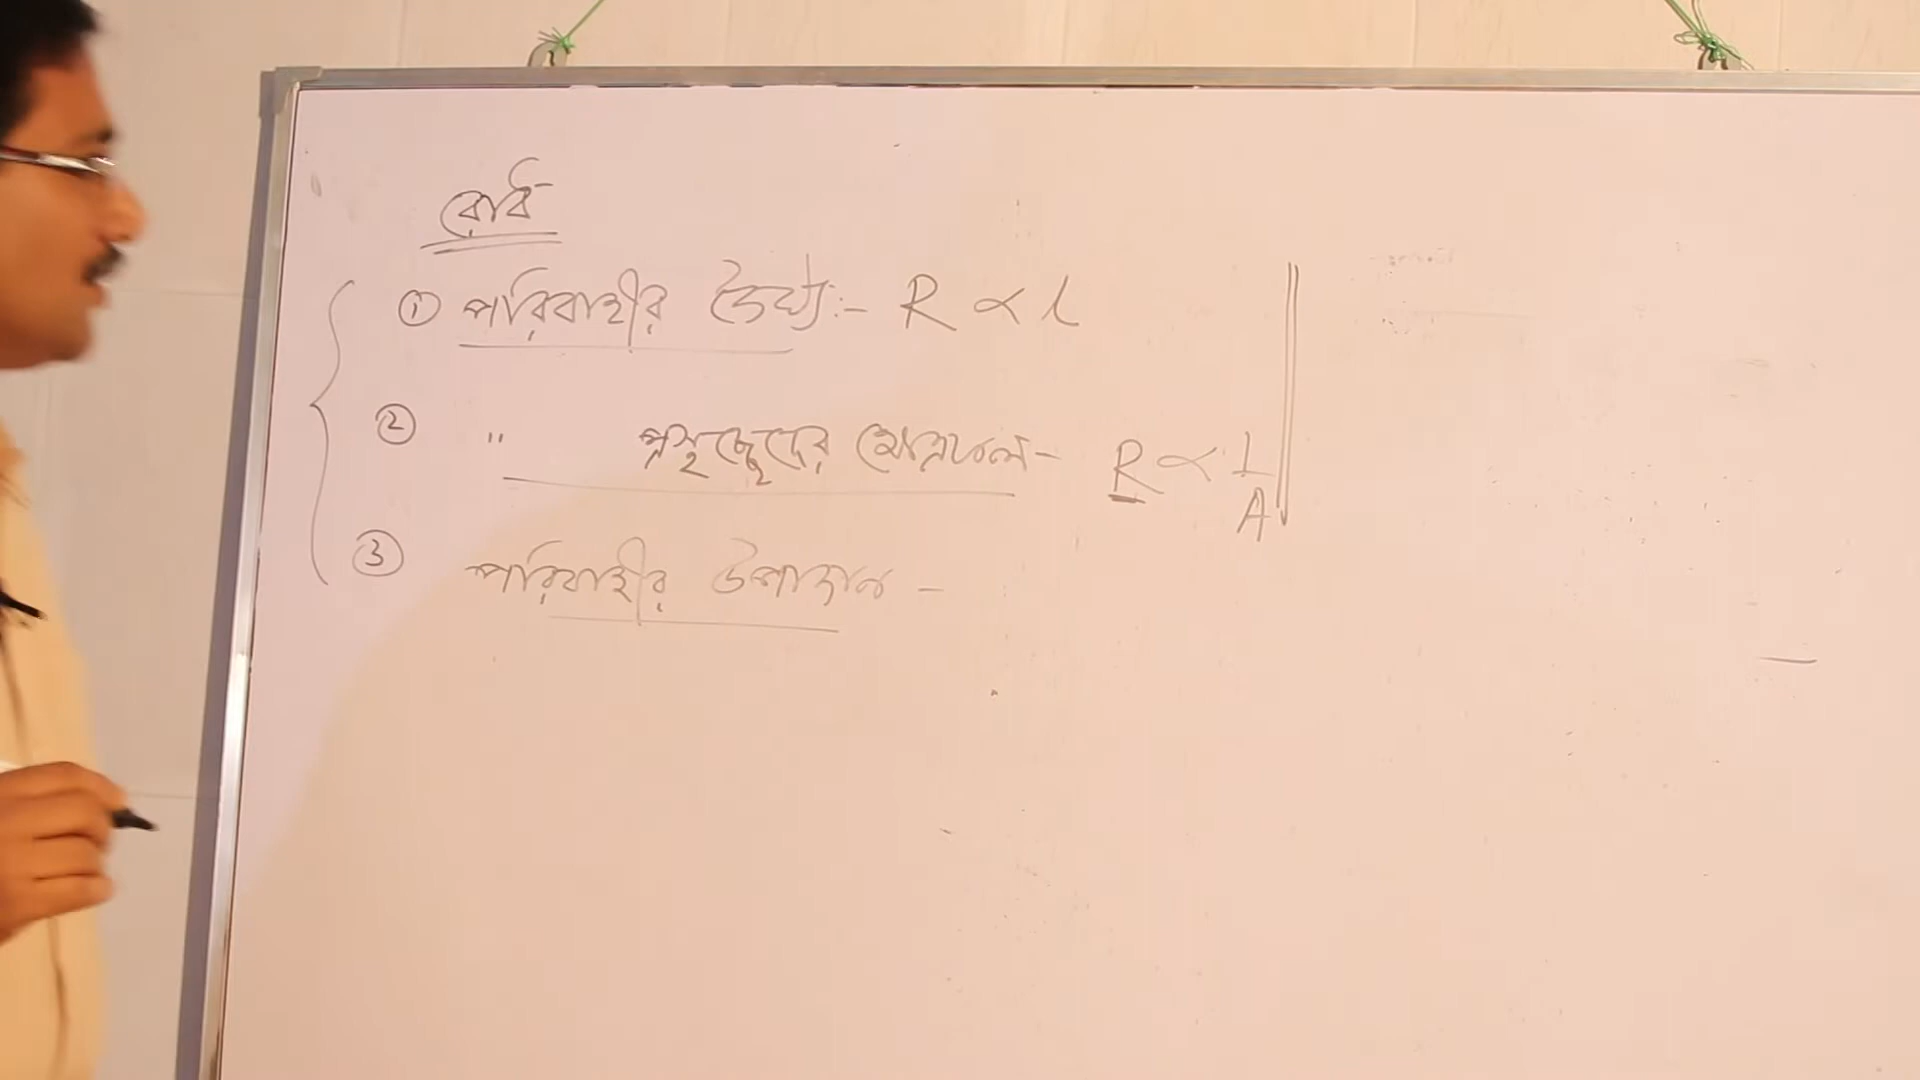 রোধ
① পরিবাহীর দৈর্ঘ্য:- R ∝ l
② " প্রস্থচ্ছেদের ক্ষেত্রফল- R ∝ 1/A
③ পরিবাহীর উপাদান -